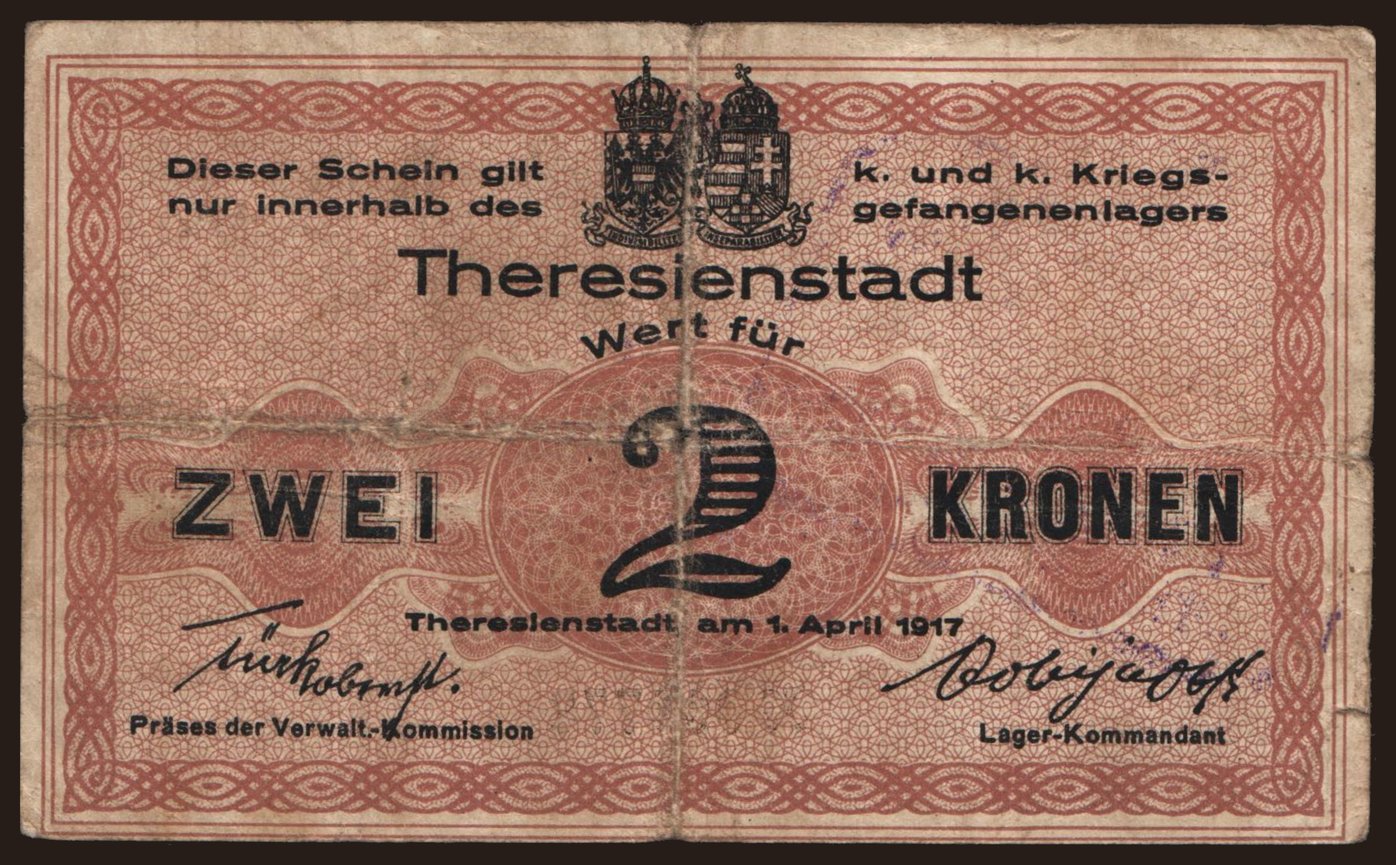 Dieser Schein gilt
nur innerhalb des
k. und k. Kriegs-
gefangenenlagers
INSEPARABILITER
Theresienstadt
Wert für
2
ZWEI KRONEN
Theresienstadt am 1. April 1917
Präses der Verwalt.-Kommission
Lager-Kommandant